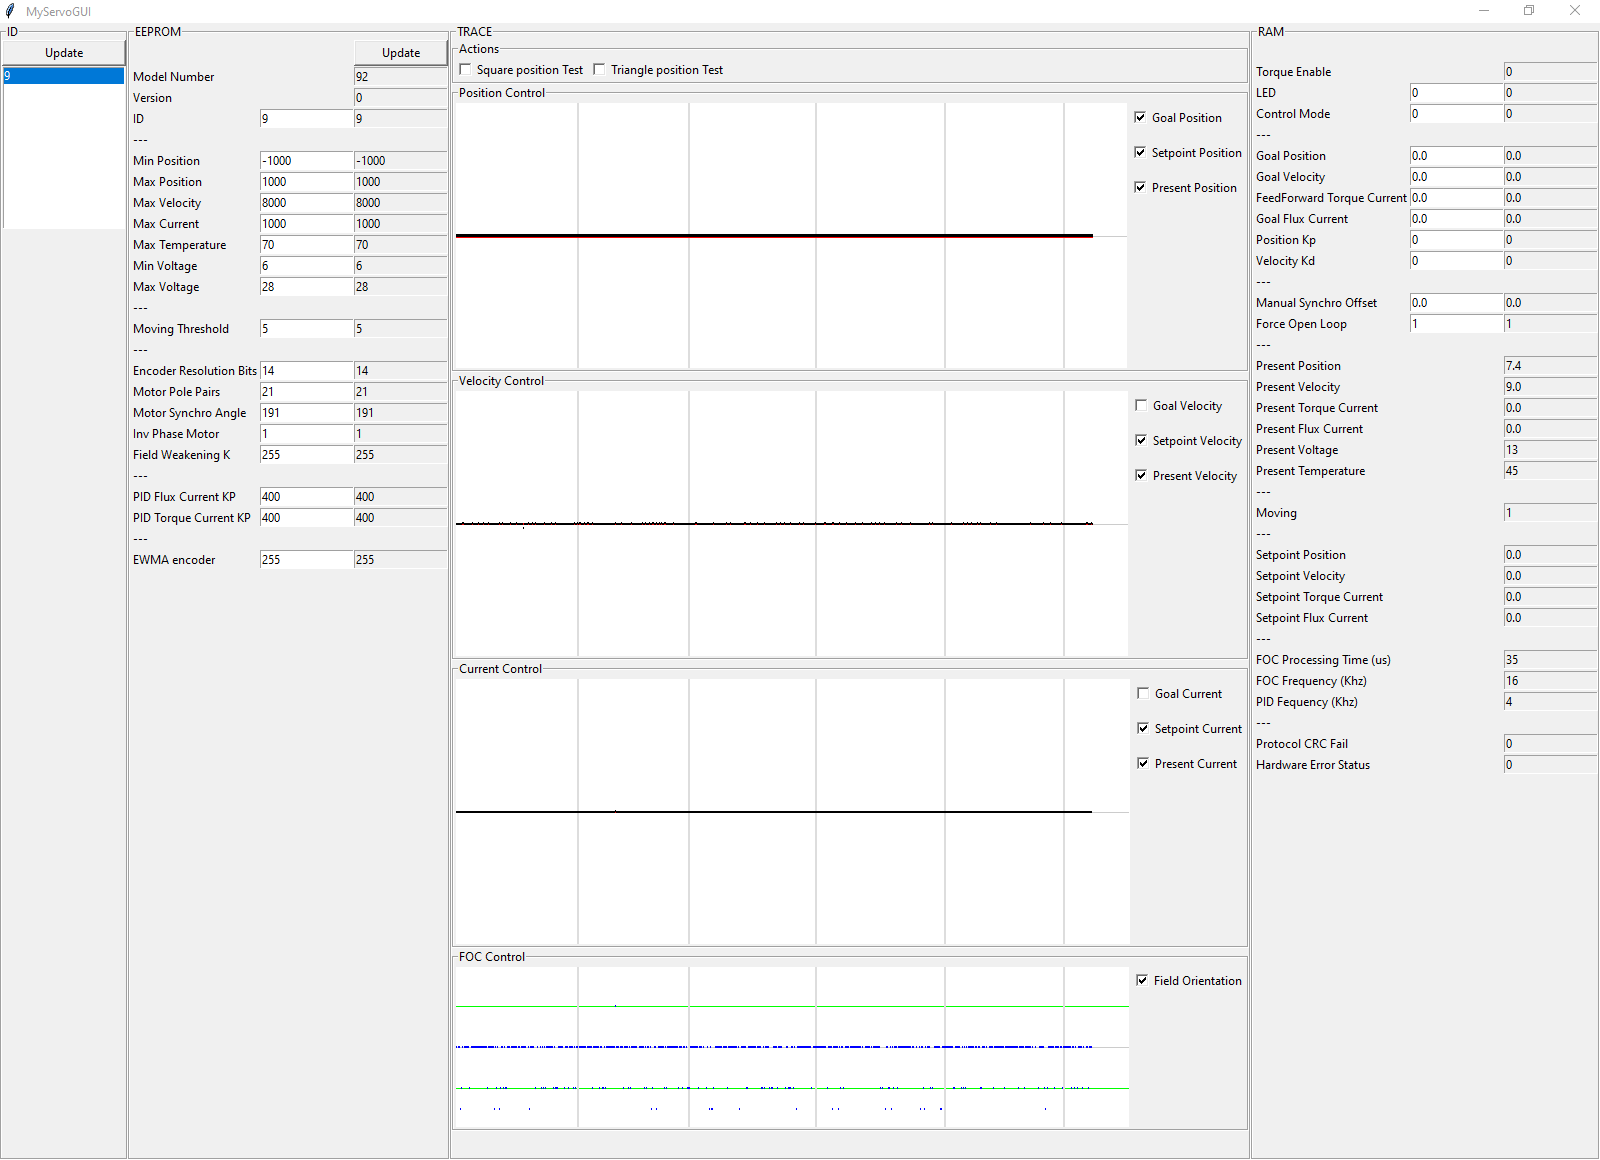 MyServoGUI
ID
Update
9
EEPROM
Update
Model Number 92
Version 0
ID 9 9
---
Min Position -1000 -1000
Max Position 1000 1000
Max Velocity 8000 8000
Max Current 1000 1000
Max Temperature 70 70
Min Voltage 6 6
Max Voltage 28 28
---
Moving Threshold 5 5
---
Encoder Resolution Bits 14 14
Motor Pole Pairs 21 21
Motor Synchro Angle 191 191
Inv Phase Motor 1 1
Field Weakening K 255 255
---
PID Flux Current KP 400 400
PID Torque Current KP 400 400
---
EWMA encoder 255 255
TRACE
Actions
Square position Test Triangle position Test
Position Control
Goal Position
Setpoint Position
Present Position
Velocity Control
Goal Velocity
Setpoint Velocity
Present Velocity
Current Control
Goal Current
Setpoint Current
Present Current
FOC Control
Field Orientation
RAM
Torque Enable 0
LED 0 0
Control Mode 0 0
---
Goal Position 0.0 0.0
Goal Velocity 0.0 0.0
FeedForward Torque Current 0.0 0.0
Goal Flux Current 0.0 0.0
Position Kp 0 0
Velocity Kd 0 0
---
Manual Synchro Offset 0.0 0.0
Force Open Loop 1 1
---
Present Position 7.4
Present Velocity 9.0
Present Torque Current 0.0
Present Flux Current 0.0
Present Voltage 13
Present Temperature 45
---
Moving 1
---
Setpoint Position 0.0
Setpoint Velocity 0.0
Setpoint Torque Current 0.0
Setpoint Flux Current 0.0
---
FOC Processing Time (us) 35
FOC Frequency (Khz) 16
PID Fequency (Khz) 4
---
Protocol CRC Fail 0
Hardware Error Status 0